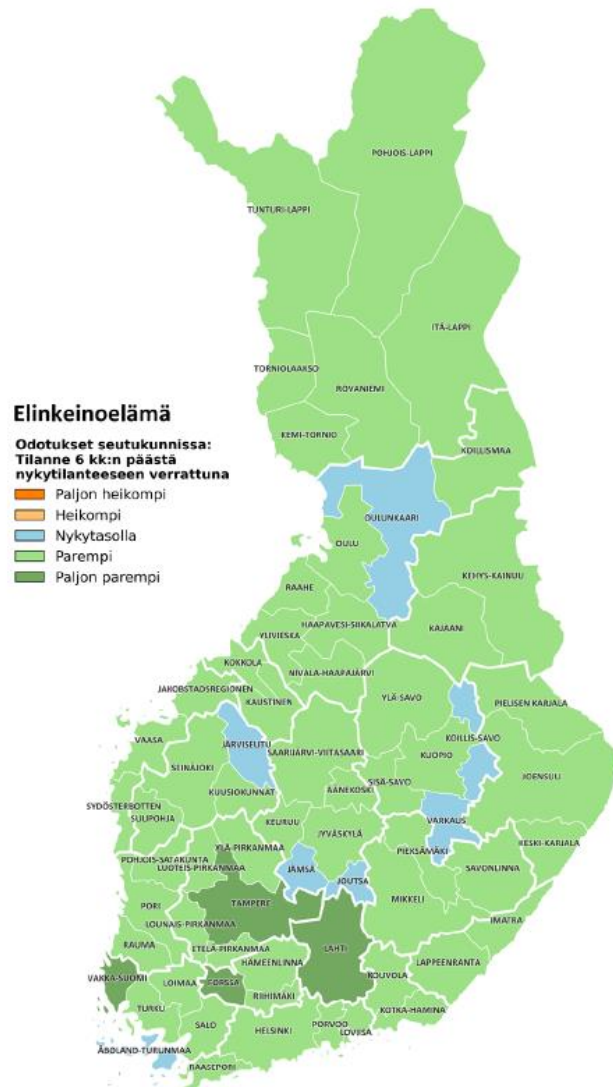 POHJOIS-LAPPI
TUNTURI-LAPPI
ITÄ-LAPPI
TORNIOLAAKSO
ROVANIEMI
Elinkeinoelämä
KEMI-TORNIO
Odotukset seutukunnissa:
Tilanne 6 kk:n päästä
nykytilanteeseen verrattuna
KOILLISMAA
Paljon heikompi
Heikompi
Nykytasolla
Parempi
Paljon parempi
OULUNKAARI
OULU
KEHYS-KAINUU
RAAHE
HAAPAVESI-SIIKALATVA
KAJAANI
YLIVIESKA
KOKKOLA
NIVALA-HAAPAJÄRVI
JAKOBSTADSREGIONEN
KAUSTINEN
YLÄ-SAVO
PIELISEN KARJALA
VAASA
JÄRVISEUTU
SAARIJÄRVI-VIITASAARI
KOILLIS-SAVO
KUOPIO
SEINÄJOKI
JOENSUU
SISÄ-SAVO
ÄÄNEKOSKI
KUUSIOKUNNAT
SYDÖSTERBOTTEN
SUUPOHJA
KEURUU
JYVÄSKYLÄ
VARKAUS
YLÄ-PIRKANMAA
KESKI-KARJALA
PIEKSÄMÄKI
POHJOIS-SATAKUNTA
LUOTEIS-PIRKANMAA
JÄMSÄ
JOUTSA
SAVONLINNA
MIKKELI
TAMPERE
PORI
LOUNAIS-PIRKANMAA
IMATRA
RAUMA
ETELÄ-PIRKANMAA
LAHTI
HÄMEENLINNA
LAPPEENRANTA
VAKKA-SUOMI
LOIMAA
FORSSA
KOUVOLA
RIIHIMÄKI
TURKU
KOTKA-HAMINA
SALO
HELSINKI
PORVOO
LOVIISA
ÅBOLAND-TURUNMAA
RAASEPORI